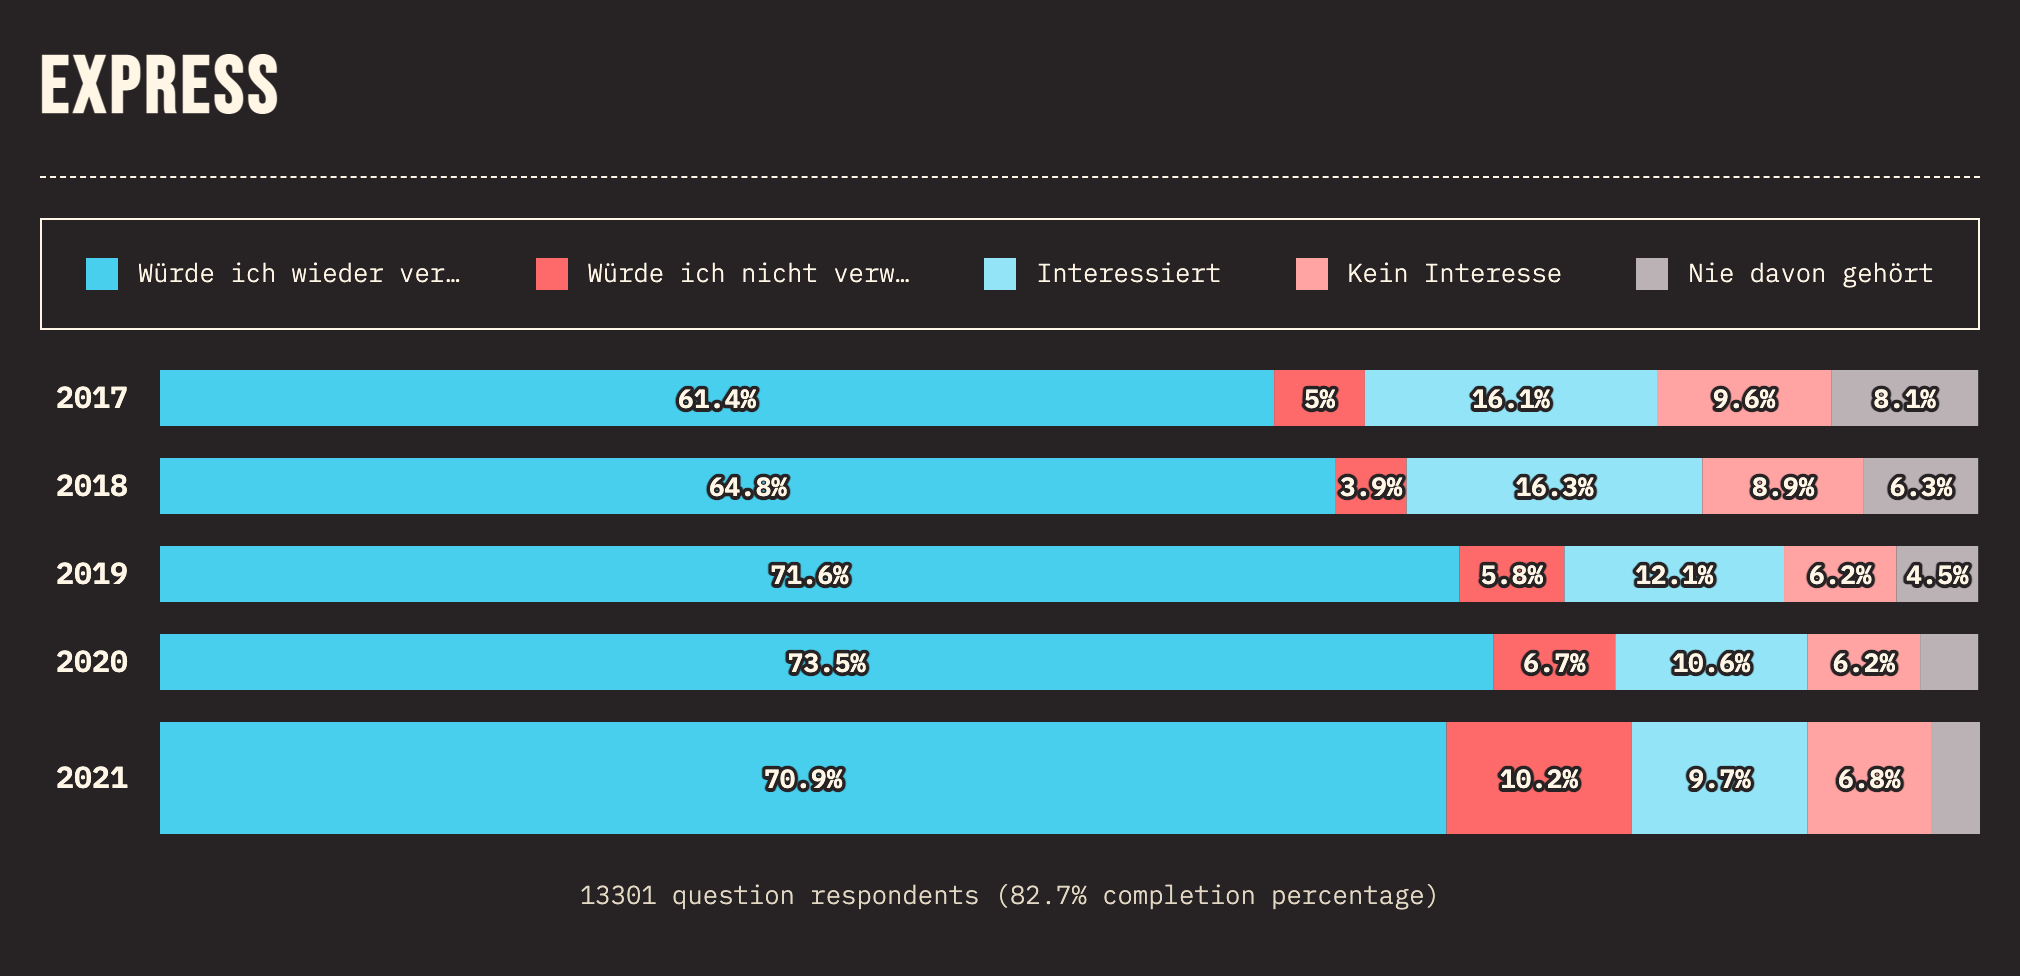 EXPRESS
Würde ich wieder ver… Würde ich nicht verw… Interessiert Kein Interesse Nie davon gehört
2017 61.4% 5% 16.1% 9.6% 8.1%
2018 64.8% 3.9% 16.3% 8.9% 6.3%
2019 71.6% 5.8% 12.1% 6.2% 4.5%
2020 73.5% 6.7% 10.6% 6.2%
2021 70.9% 10.2% 9.7% 6.8%
13301 question respondents (82.7% completion percentage)